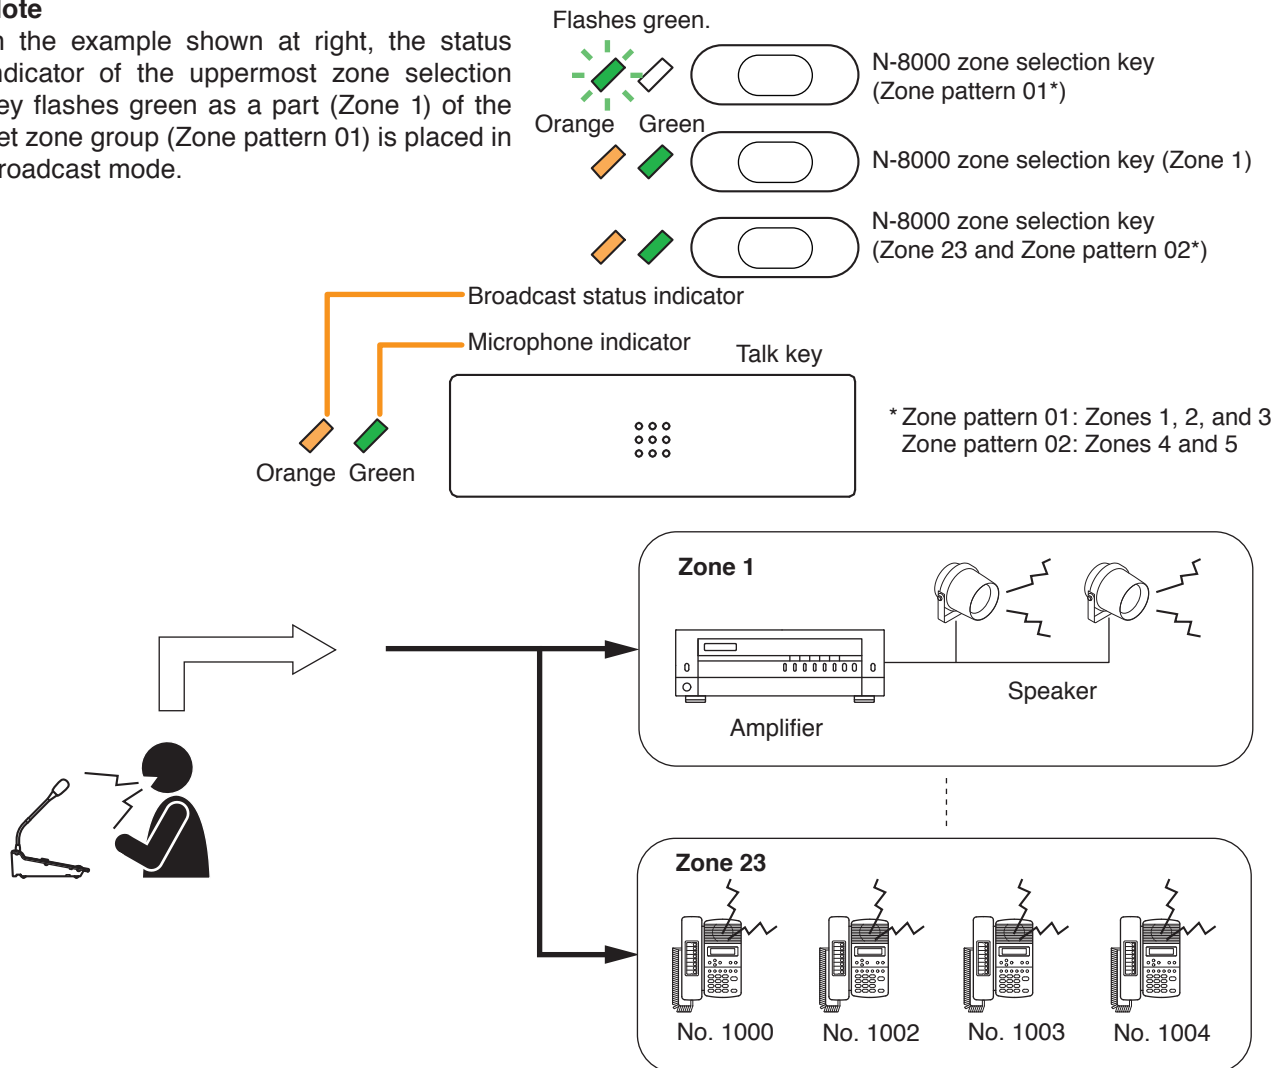 Note
n the example shown at right, the status
ndicator of the uppermost zone selection
ey flashes green as a part (Zone 1) of the
et zone group (Zone pattern 01) is placed in
roadcast mode.
Flashes green.
N-8000 zone selection key
(Zone pattern 01*)
Orange Green
N-8000 zone selection key (Zone 1)
N-8000 zone selection key
(Zone 23 and Zone pattern 02*)
Broadcast status indicator
Microphone indicator
Talk key
Orange Green
* Zone pattern 01: Zones 1, 2, and 3
Zone pattern 02: Zones 4 and 5
Zone 1
Speaker
Amplifier
Zone 23
No. 1000 No. 1002 No. 1003 No. 1004